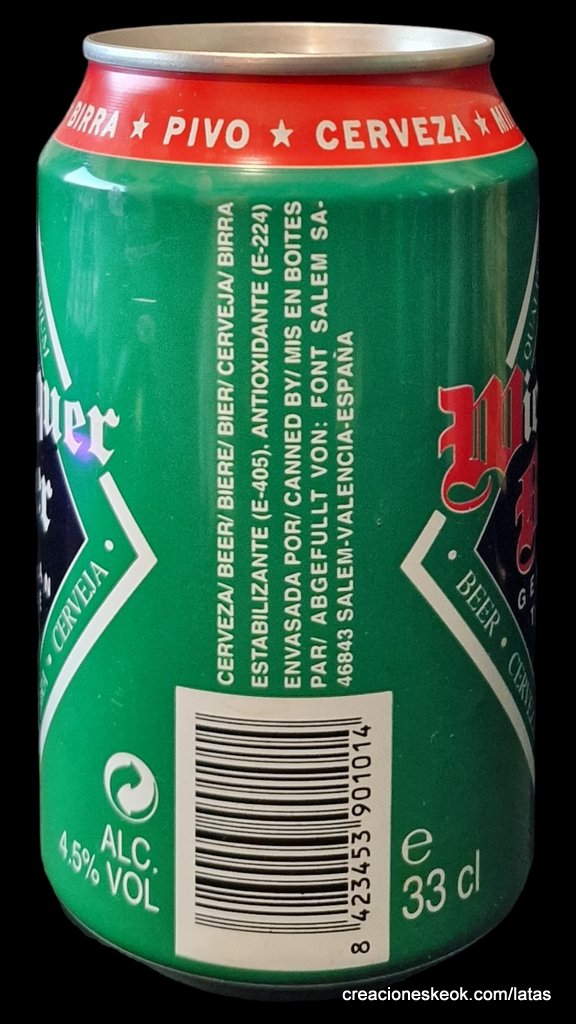 BIRRA ★ PIVO ★ CERVEZA ★
CERVEZA/ BEER/ BIERE/ BIER/ CERVEJA/ BIRRA
ESTABILIZANTE (E-405), ANTIOXIDANTE (E-224)
ENVASADA POR/ CANNED BY/ MIS EN BOITES
PAR/ ABGEFULLT VON: FONT SALEM SA-
46843 SALEM-VALENCIA-ESPAÑA
• CERVEJA •
• BEER •
ALC.
4,5% VOL
8 423453 901014
e
33 cl
creacioneskeok.com/latas